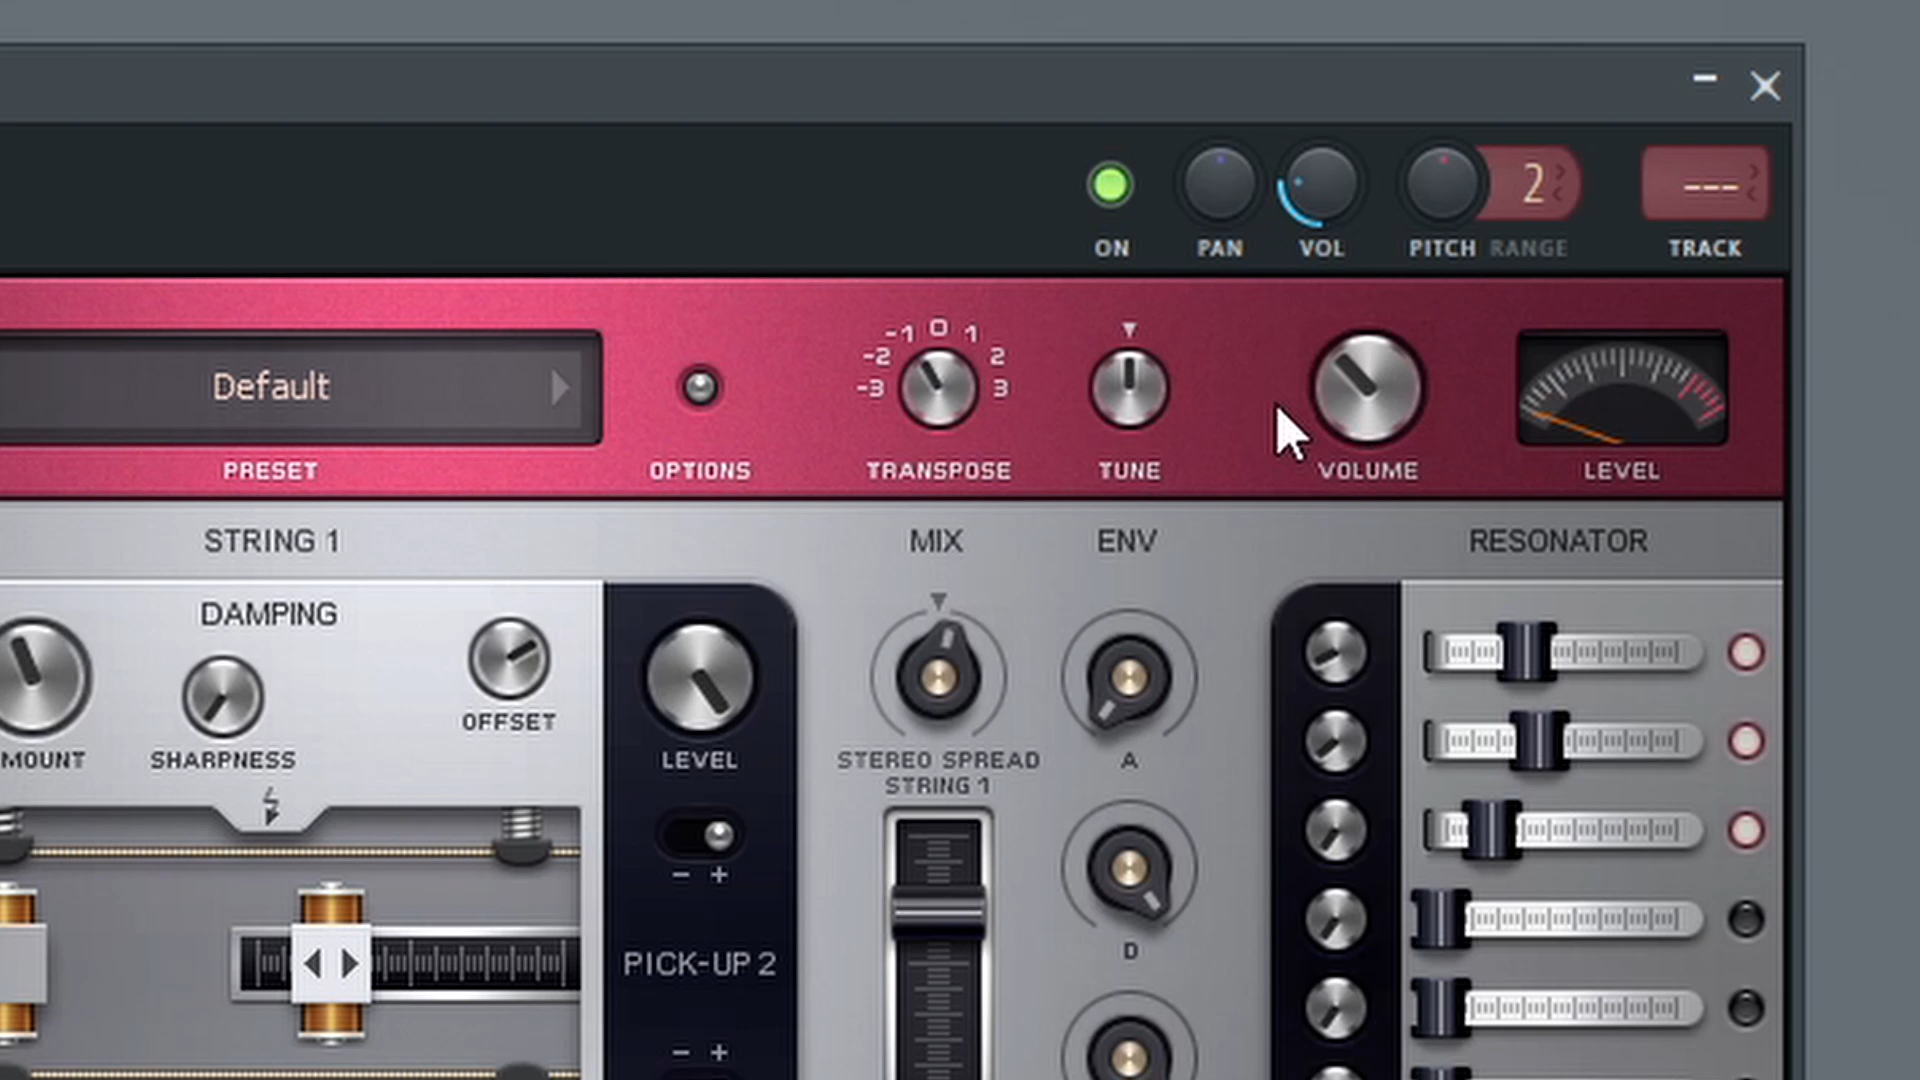 2 ---
ON PAN VOL PITCH RANGE TRACK
-1 0 1
-2 2
-3 3
Default
PRESET OPTIONS TRANSPOSE TUNE VOLUME LEVEL
STRING 1 MIX ENV RESONATOR
DAMPING
OFFSET
MOUNT SHARPNESS LEVEL STEREO SPREAD A
STRING 1
- +
D
PICK-UP 2
- +